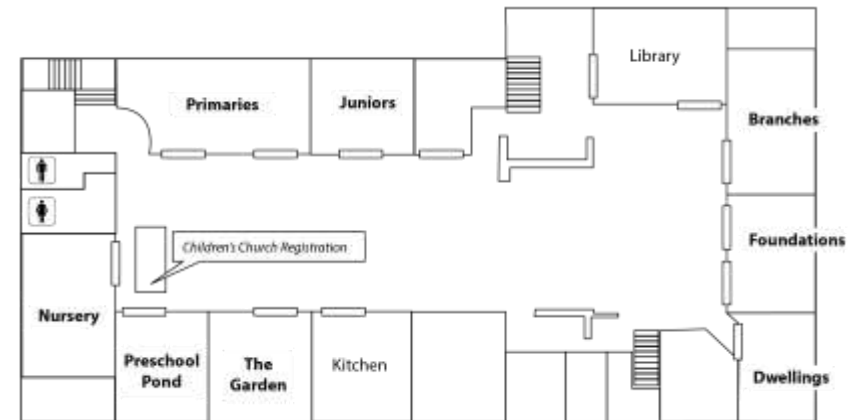 Library
Primaries
Juniors
Branches
Children's Church Registration
Foundations
Nursery
Preschool
Pond
The
Garden
Kitchen
Dwellings